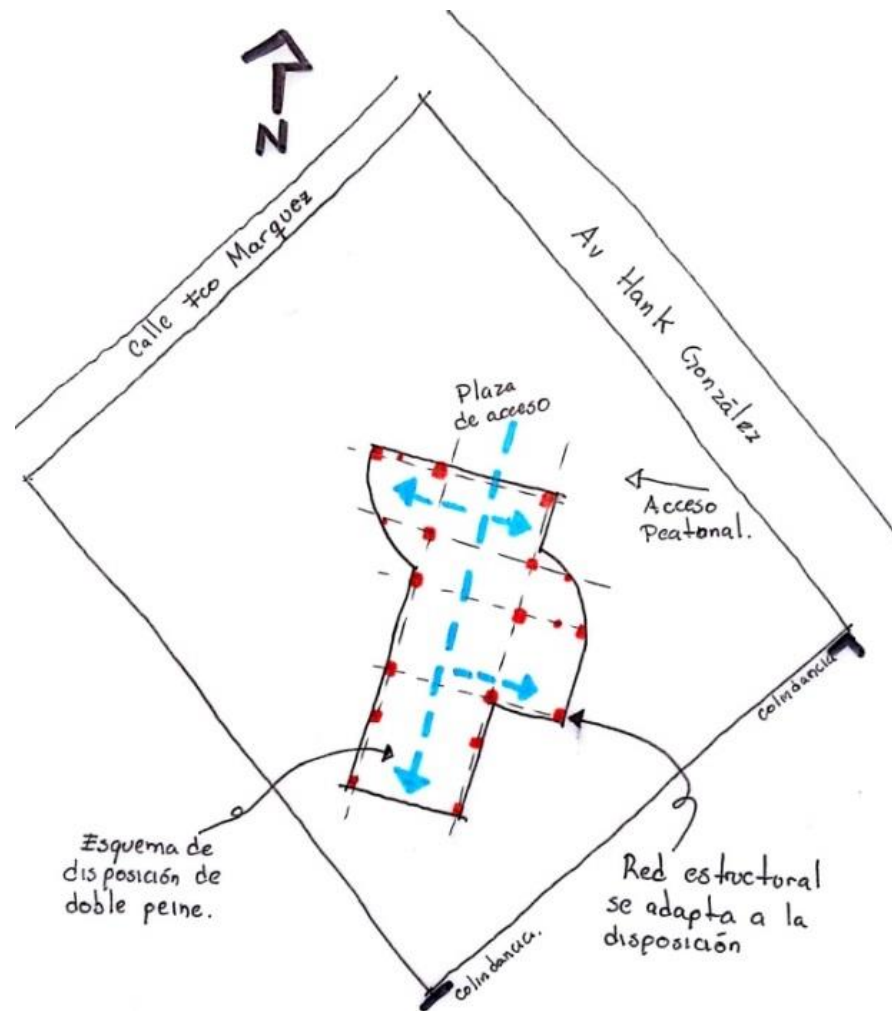 N
Calle Fco Marquez
Av Hank González
Plaza
de acceso
Acceso
Peatonal.
colindancia
Esquema de
disposición de
doble peine.
Red estructural
se adapta a la
disposición
colindancia.